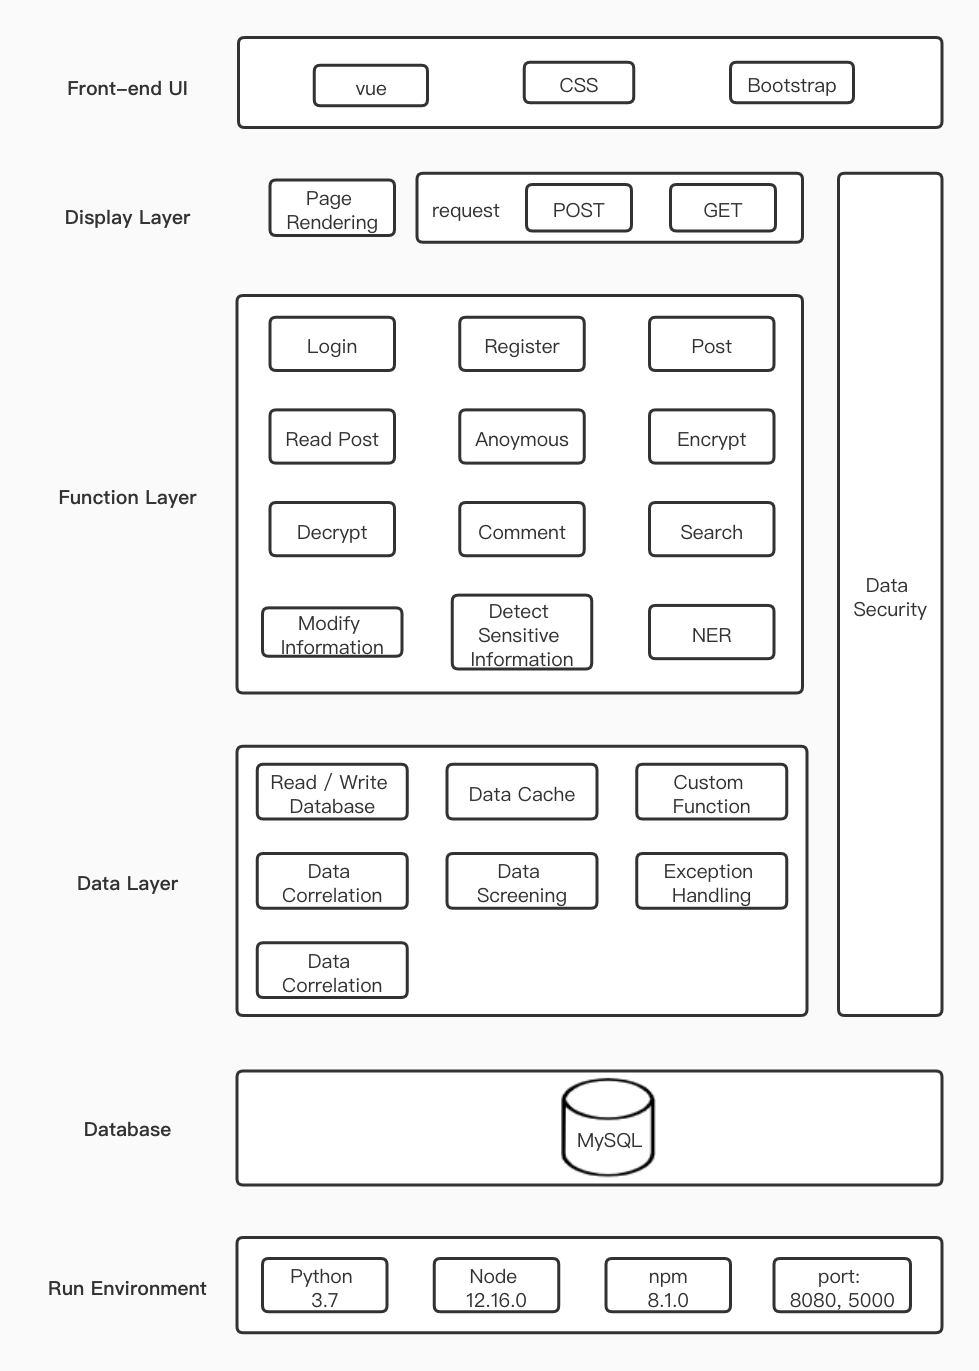 Front-end UI
vue
CSS
Bootstrap
Display Layer
Page
Rendering
request
POST
GET
Function Layer
Login
Register
Post
Read Post
Anoymous
Encrypt
Decrypt
Comment
Search
Modify
Information
Detect
Sensitive
Information
NER
Data
Security
Data Layer
Read / Write
Database
Data Cache
Custom
Function
Data
Correlation
Data
Screening
Exception
Handling
Data
Correlation
Database
MySQL
Run Environment
Python
3.7
Node
12.16.0
npm
8.1.0
port:
8080, 5000